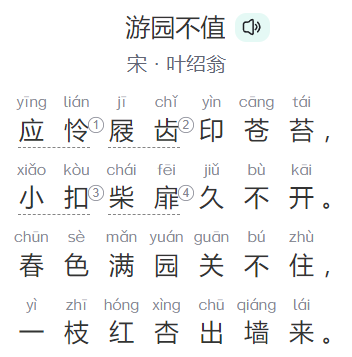 游园不值
宋·叶绍翁
yīng lián jī chǐ yìn cāng tái
应怜①屐齿②印苍苔，
xiǎo kòu chái fēi jiǔ bù kāi
小扣③柴扉④久不开。
chūn sè mǎn yuán guān bú zhù
春色满园关不住，
yì zhī hóng xìng chū qiáng lái
一枝红杏出墙来。